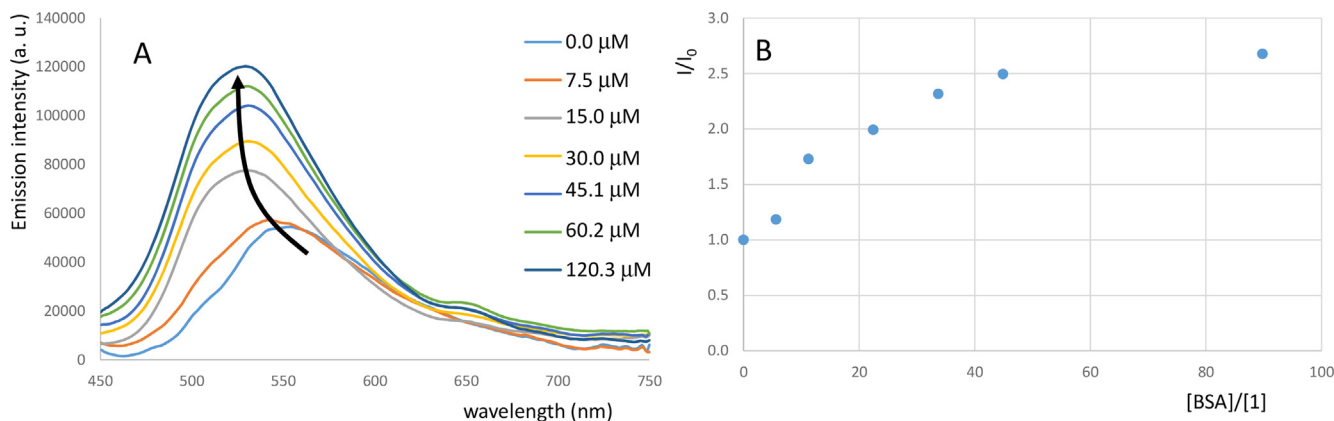 A
Emission intensity (a. u.)
140000
120000
100000
80000
60000
40000
20000
0
450
500
550
600
650
700
750
wavelength (nm)
0.0 µM
7.5 µM
15.0 µM
30.0 µM
45.1 µM
60.2 µM
120.3 µM
B
I/I₀
3.0
2.5
2.0
1.5
1.0
0.5
0.0
0
20
40
60
80
100
[BSA]/[1]